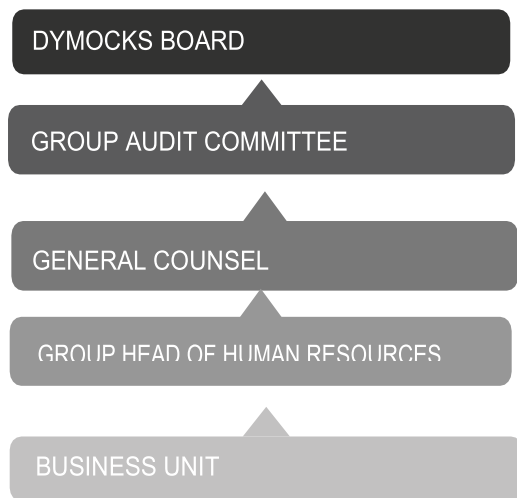 DYMOCKS BOARD
GROUP AUDIT COMMITTEE
GENERAL COUNSEL
GROUP HEAD OF HUMAN RESOURCES
BUSINESS UNIT